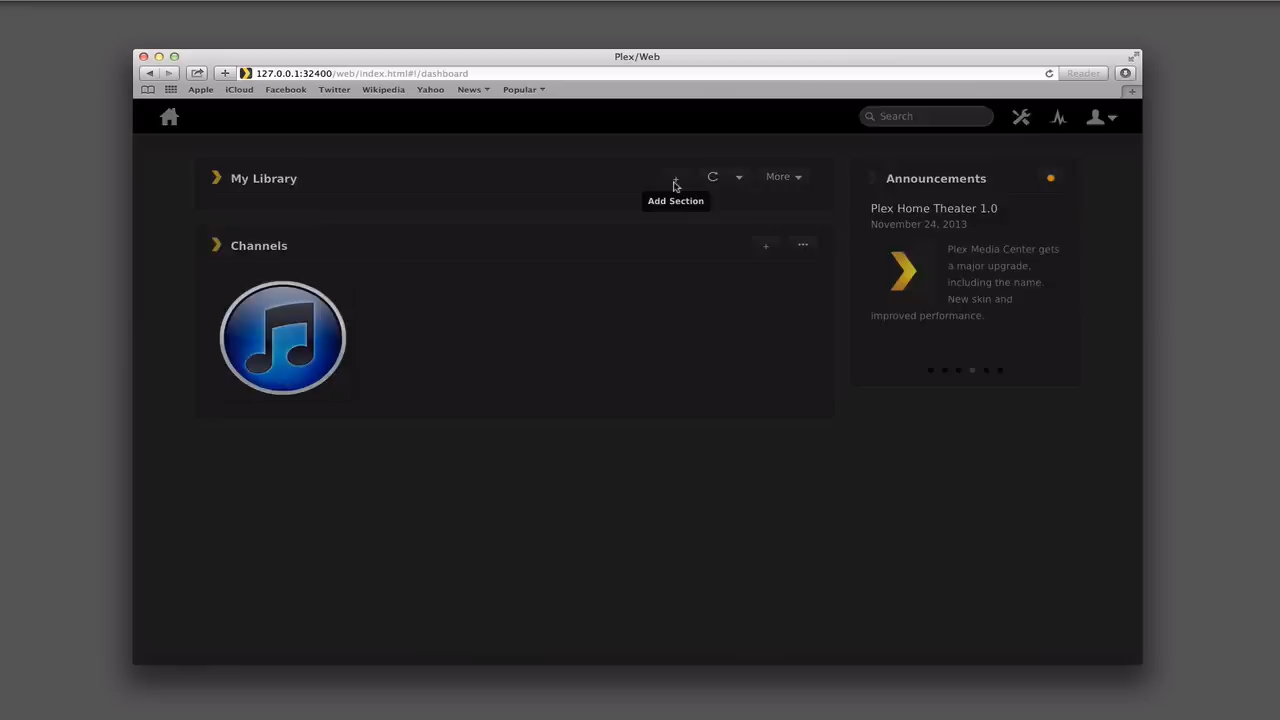 Plex/Web
127.0.0.1:32400/web/index.html#!/dashboard
Reader
Apple iCloud Facebook Twitter Wikipedia Yahoo News Popular
Search
My Library
More
Add Section
Channels
Announcements
Plex Home Theater 1.0
November 24, 2013
Plex Media Center gets
a major upgrade,
including the name.
New skin and
improved performance.